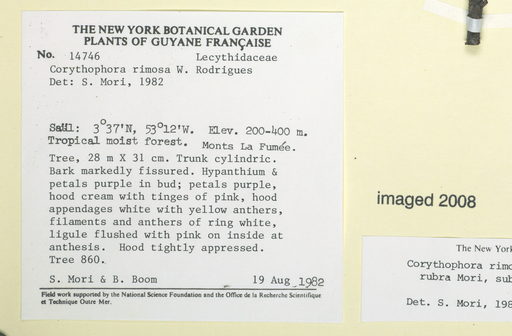 THE NEW YORK BOTANICAL GARDEN
PLANTS OF GUYANE FRANÇAISE
No. 14746 Lecythidaceae
Corythophora rimosa W. Rodrigues
Det: S. Mori, 1982
Saül: 3°37'N, 53°12'W. Elev. 200-400 m.
Tropical moist forest. Monts La Fumée.
Tree, 28 m X 31 cm. Trunk cylindric.
Bark markedly fissured. Hypanthium &
petals purple in bud; petals purple,
hood cream with tinges of pink, hood
appendages white with yellow anthers,
filaments and anthers of ring white,
ligule flushed with pink on inside at
anthesis. Hood tightly appressed.
Tree 860.
S. Mori & B. Boom 19 Aug 1982
Field work supported by the National Science Foundation and the Office de la Recherche Scientifique
et Technique Outre Mer.
imaged 2008
The New York
Corythophora rimo
rubra Mori, sub
Det. S. Mori, 198